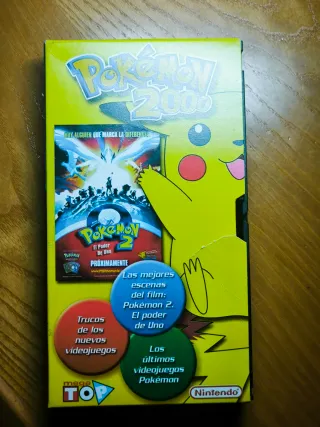 POKéMON
2000
HAY ALGUIEN QUE MARCA LA DIFERENCIA
POKéMON
2
El Poder
De Uno
PRÓXIMAMENTE
Las mejores
escenas
del film:
Pokémon 2..
El poder
de Uno
Trucos
de los
nuevos
videojuegos
Los
últimos
videojuegos
Pokémon
mega
TOP
Nintendo